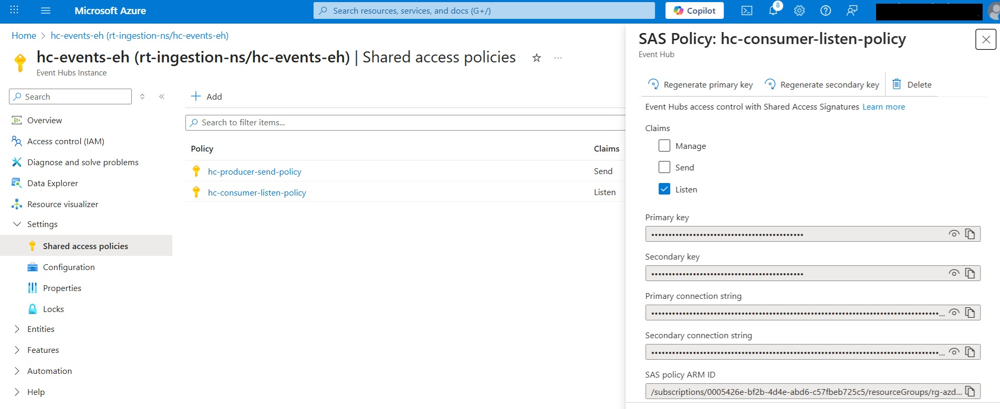 Microsoft Azure
Search resources, services, and docs (G+/)
Copilot
8
Home > hc-events-eh (rt-ingestion-ns/hc-events-eh)
hc-events-eh (rt-ingestion-ns/hc-events-eh) | Shared access policies
Event Hubs Instance
Search
Overview
Access control (IAM)
Diagnose and solve problems
Data Explorer
Resource visualizer
Settings
Shared access policies
Configuration
Properties
Locks
Entities
Features
Automation
Help
Add
Search to filter items...
Policy Claims
hc-producer-send-policy Send
hc-consumer-listen-policy Listen
SAS Policy: hc-consumer-listen-policy
Event Hub
Regenerate primary key Regenerate secondary key Delete
Event Hubs access control with Shared Access Signatures Learn more
Claims
Manage
Send
Listen
Primary key
Secondary key
Primary connection string
Secondary connection string
SAS policy ARM ID
/subscriptions/0005426e-bf2b-4d4e-abd6-c57fbeb725c5/resourceGroups/rg-azd...